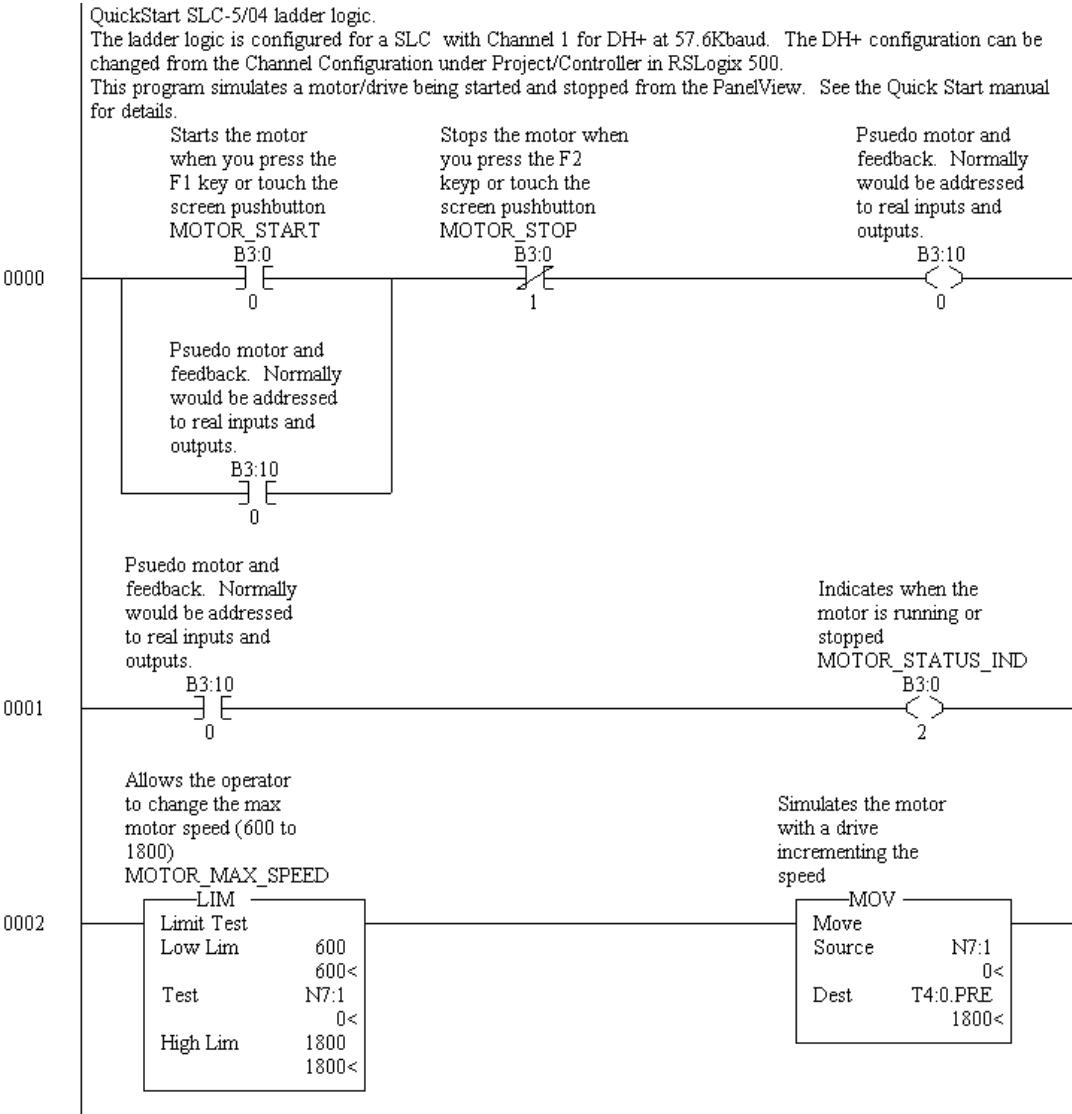 QuickStart SLC-5/04 ladder logic.
The ladder logic is configured for a SLC with Channel 1 for DH+ at 57.6Kbaud. The DH+ configuration can be
changed from the Channel Configuration under Project/Controller in RSLogix 500.
This program simulates a motor/drive being started and stopped from the PanelView. See the Quick Start manual
for details.
Starts the motor
when you press the
F1 key or touch the
screen pushbutton
MOTOR_START
B3:0
0
Stops the motor when
you press the F2
keyp or touch the
screen pushbutton
MOTOR_STOP
B3:0
1
Psuedo motor and
feedback. Normally
would be addressed
to real inputs and
outputs.
B3:10
0
0000
Psuedo motor and
feedback. Normally
would be addressed
to real inputs and
outputs.
B3:10
0
Psuedo motor and
feedback. Normally
would be addressed
to real inputs and
outputs.
B3:10
0
Indicates when the
motor is running or
stopped
MOTOR_STATUS_IND
B3:0
2
0001
Allows the operator
to change the max
motor speed (600 to
1800)
MOTOR_MAX_SPEED
LIM
Limit Test
Low Lim 600
600<
Test N7:1
0<
High Lim 1800
1800<
Simulates the motor
with a drive
incrementing the
speed
MOV
Move
Source N7:1
0<
Dest T4:0.PRE
1800<
0002